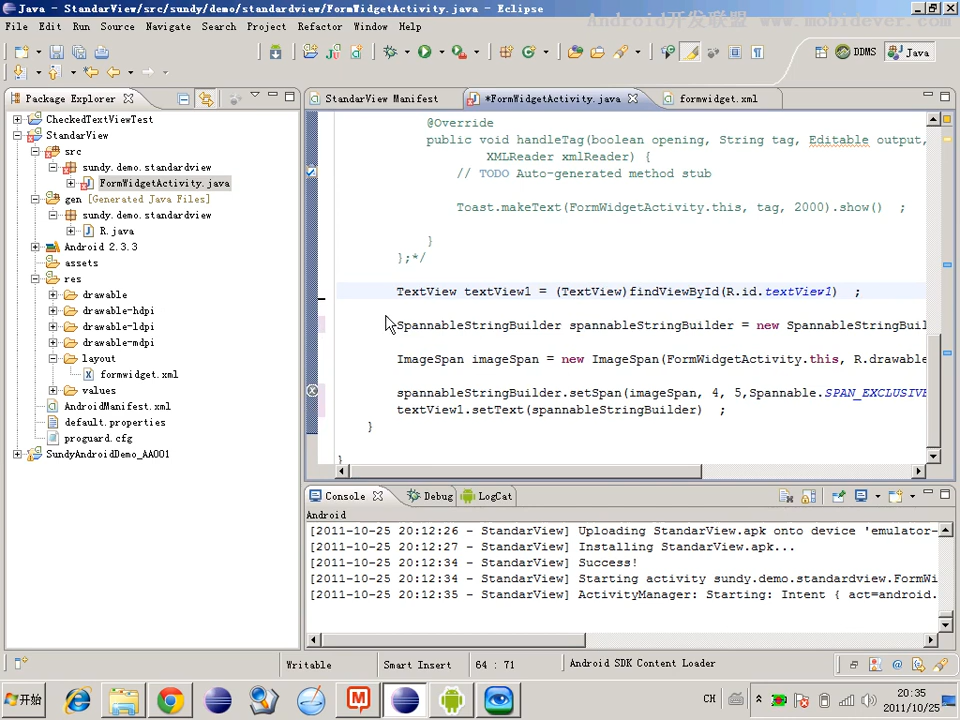 Java - StandarView/src/sundy/demo/standardview/FormWidgetActivity.java - Eclipse
Android开发联盟 www.mobidever.com
File Edit Run Source Navigate Search Project Refactor Window Help
DDMS Java
Package Explorer
StandarView Manifest *FormWidgetActivity.java formwidget.xml
CheckedTextViewTest
StandarView
src
sundy.demo.standardview
FormWidgetActivity.java
gen [Generated Java Files]
sundy.demo.standardview
R.java
Android 2.3.3
assets
res
drawable
drawable-hdpi
drawable-ldpi
drawable-mdpi
layout
formwidget.xml
values
AndroidManifest.xml
default.properties
proguard.cfg
SundyAndroidDemo_AA001
@Override
public void handleTag(boolean opening, String tag, Editable output,
XMLReader xmlReader) {
// TODO Auto-generated method stub
Toast.makeText(FormWidgetActivity.this, tag, 2000).show() ;
}
};*/
TextView textView1 = (TextView)findViewById(R.id.textView1) ;
SpannableStringBuilder spannableStringBuilder = new SpannableStringBuil
ImageSpan imageSpan = new ImageSpan(FormWidgetActivity.this, R.drawable
spannableStringBuilder.setSpan(imageSpan, 4, 5,Spannable.SPAN_EXCLUSIVE
textView1.setText(spannableStringBuilder) ;
}
}
Console Debug LogCat
Android
[2011-10-25 20:12:26 - StandarView] Uploading StandarView.apk onto device 'emulator-
[2011-10-25 20:12:27 - StandarView] Installing StandarView.apk...
[2011-10-25 20:12:34 - StandarView] Success!
[2011-10-25 20:12:34 - StandarView] Starting activity sundy.demo.standardview.FormWi
[2011-10-25 20:12:35 - StandarView] ActivityManager: Starting: Intent { act=android.
Writable Smart Insert 64 : 71 Android SDK Content Loader
开始 CH 20:35
2011/10/25